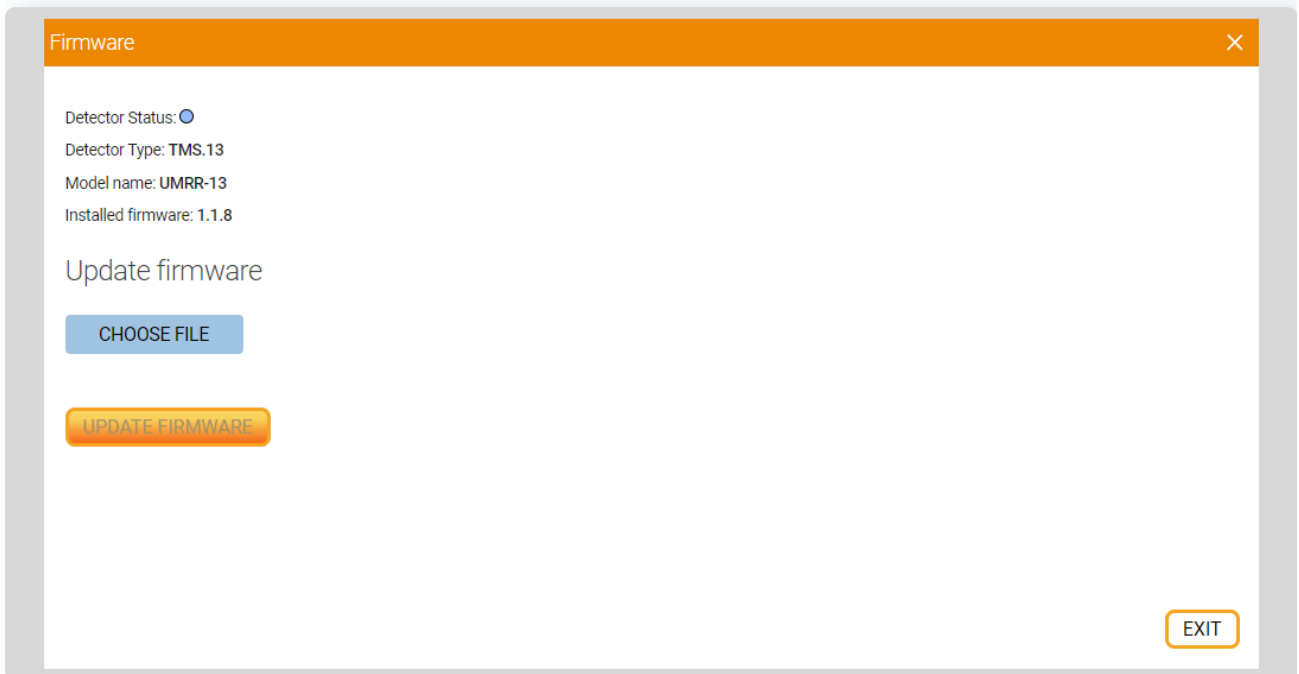 Firmware
Detector Status:
Detector Type: TMS.13
Model name: UMRR-13
Installed firmware: 1.1.8
Update firmware
CHOOSE FILE
UPDATE FIRMWARE
EXIT